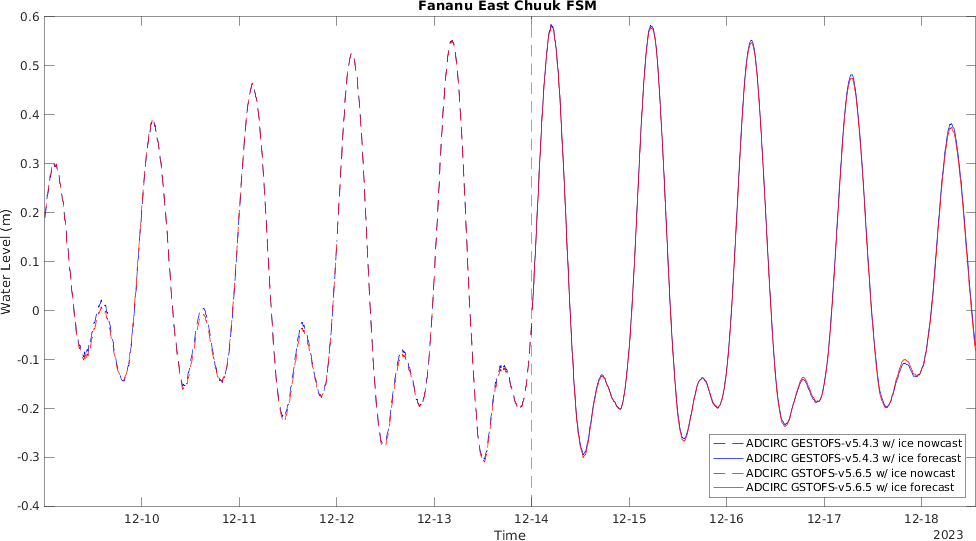 Fananu East Chuuk FSM
0.6
0.5
0.4
0.3
0.2
0.1
0
-0.1
-0.2
-0.3
-0.4
Water Level (m)
ADCIRC GESTOFS-v5.4.3 w/ ice nowcast
ADCIRC GESTOFS-v5.4.3 w/ ice forecast
ADCIRC GSTOFS-v5.6.5 w/ ice nowcast
ADCIRC GSTOFS-v5.6.5 w/ ice forecast
12-10 12-11 12-12 12-13 12-14 12-15 12-16 12-17 12-18
Time
2023